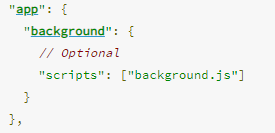 "app": {
"background": {
// Optional
"scripts": ["background.js"]
}
},